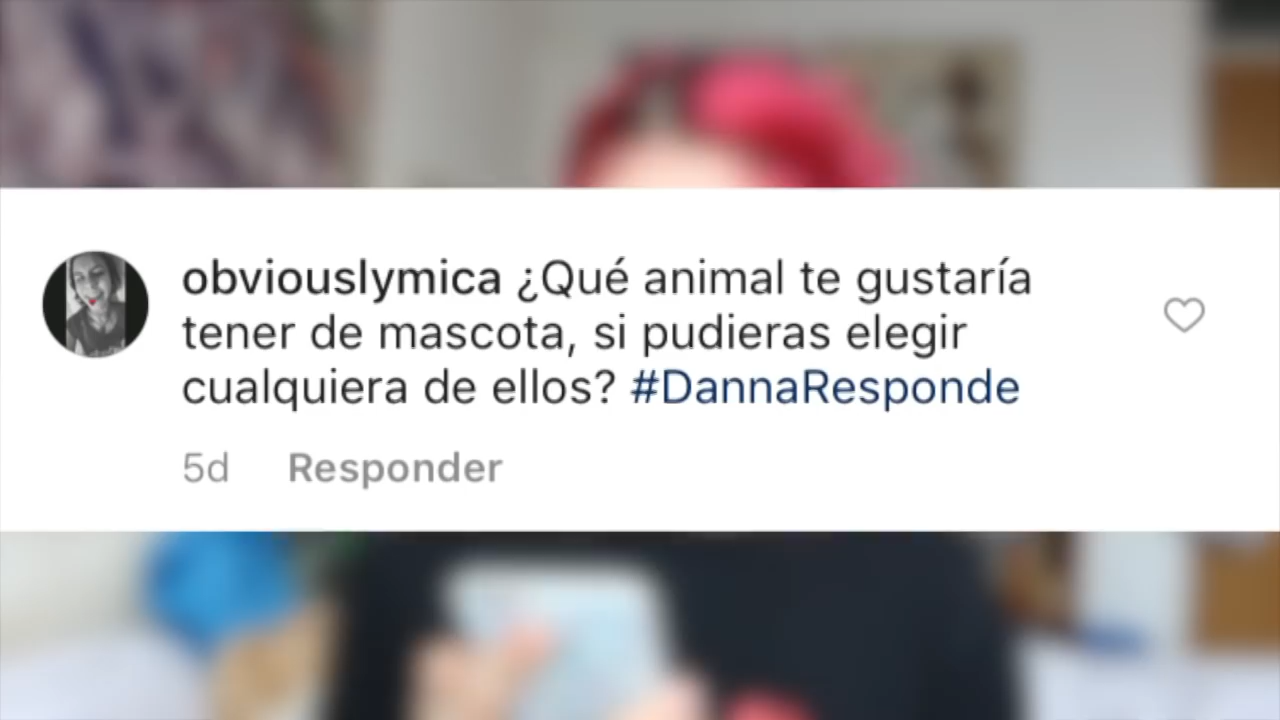 obviouslymica ¿Qué animal te gustaría
tener de mascota, si pudieras elegir
cualquiera de ellos? #DannaResponde
5d Responder